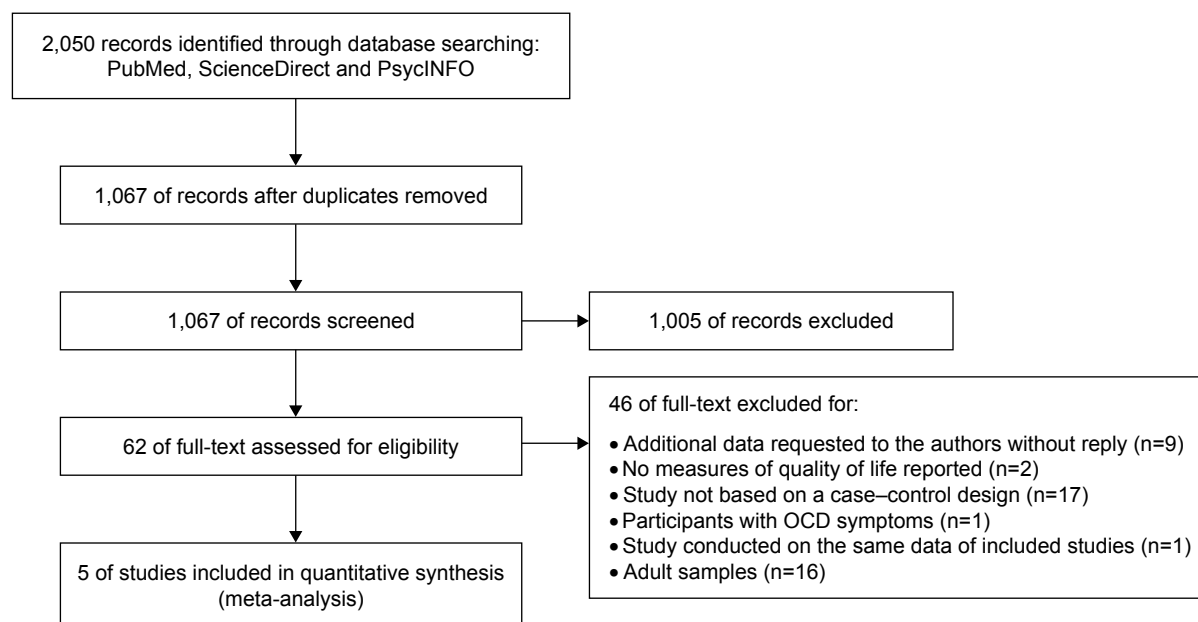 2,050 records identified through database searching:
PubMed, ScienceDirect and PsycINFO
1,067 of records after duplicates removed
1,067 of records screened
1,005 of records excluded
62 of full-text assessed for eligibility
46 of full-text excluded for:
• Additional data requested to the authors without reply (n=9)
• No measures of quality of life reported (n=2)
• Study not based on a case–control design (n=17)
• Participants with OCD symptoms (n=1)
• Study conducted on the same data of included studies (n=1)
• Adult samples (n=16)
5 of studies included in quantitative synthesis
(meta-analysis)